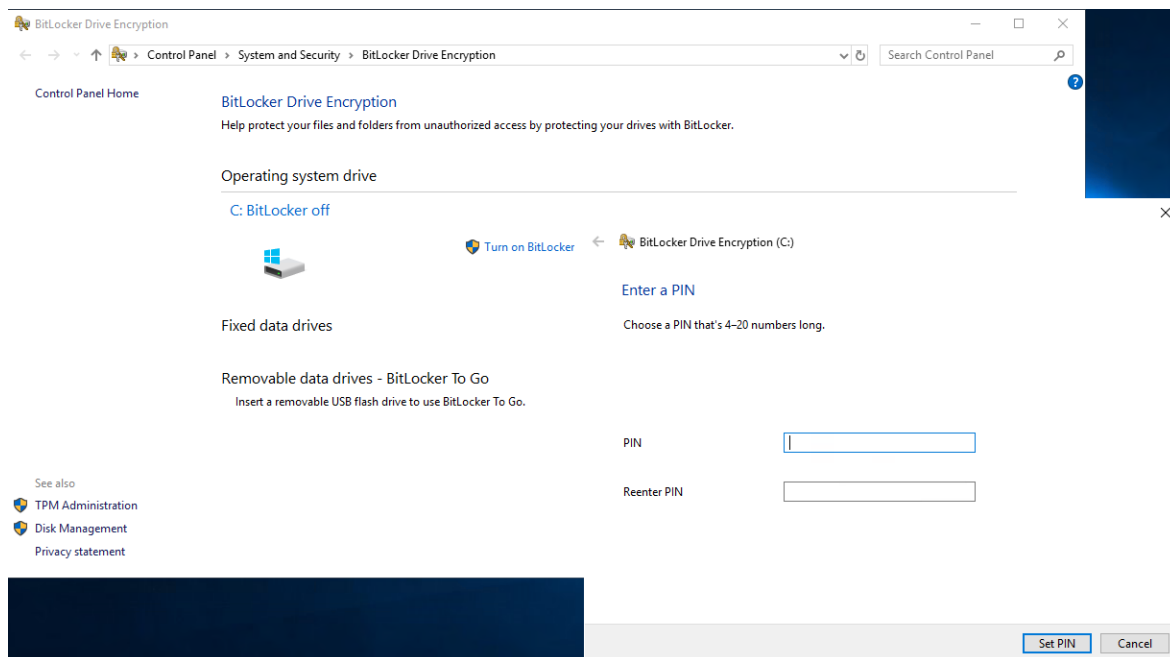 BitLocker Drive Encryption
Control Panel > System and Security > BitLocker Drive Encryption
Search Control Panel
Control Panel Home
?
BitLocker Drive Encryption
Help protect your files and folders from unauthorized access by protecting your drives with BitLocker.
Operating system drive
C: BitLocker off
Turn on BitLocker
Fixed data drives
Removable data drives - BitLocker To Go
Insert a removable USB flash drive to use BitLocker To Go.
See also
TPM Administration
Disk Management
Privacy statement
BitLocker Drive Encryption (C:)
Enter a PIN
Choose a PIN that's 4–20 numbers long.
PIN
Reenter PIN
Set PIN
Cancel